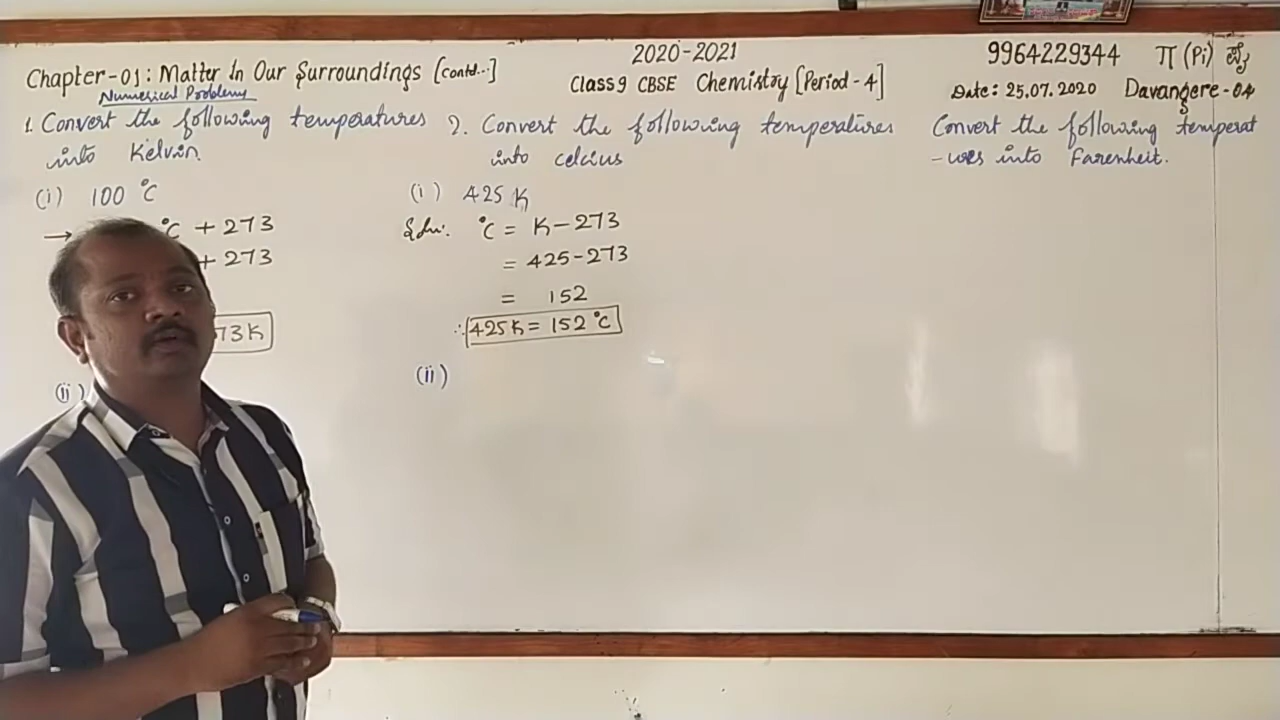 2020-2021
9964229344 π (Pi)
Chapter-01: Matter In Our Surroundings [contd...]
Class 9 CBSE Chemistry [Period-4]
Date: 25.07.2020 Davangere-04
Numerical Problems
1. Convert the following temperatures
into Kelvin.
(i) 100 °C
→ °C + 273
+ 273
73 K
(ii)
2. Convert the following temperatures
into celcius
(i) 425 K
Soln: °C = K-273
= 425-273
= 152
∴ 425 K = 152 °C
(ii)
Convert the following temperat
-ures into Farenheit.